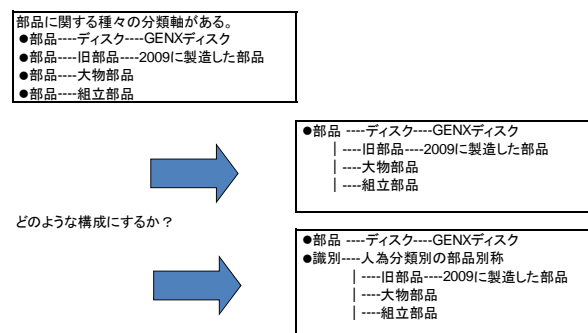 部品に関する種々の分類軸がある。
●部品----ディスク----GENXディスク
●部品----旧部品----2009に製造した部品
●部品----大物部品
●部品----組立部品
●部品 ----ディスク----GENXディスク
|----旧部品----2009に製造した部品
|----大物部品
|----組立部品
どのような構成にするか？
●部品 ----ディスク----GENXディスク
●識別----人為分類別の部品別称
|----旧部品----2009に製造した部品
|----大物部品
|----組立部品